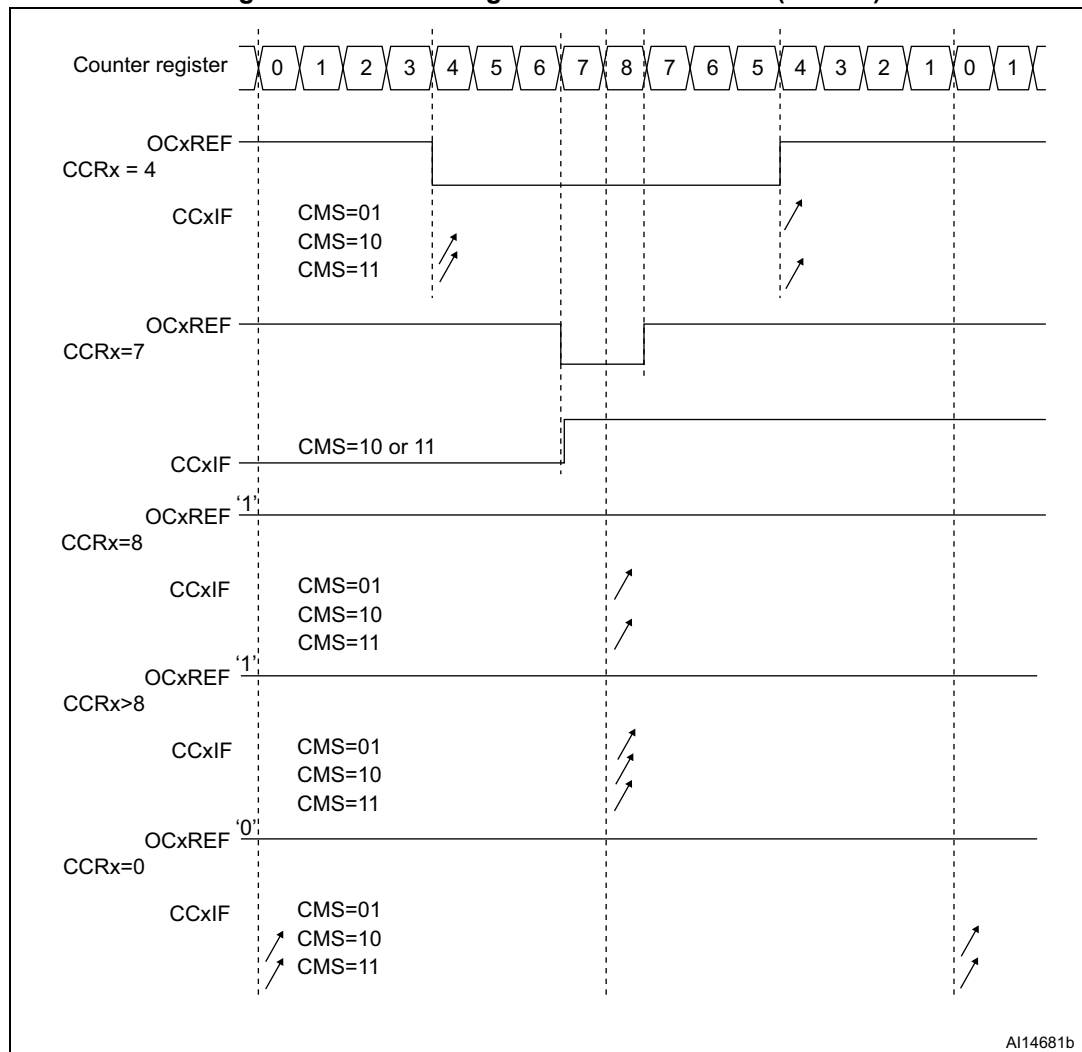 Counter register 0 1 2 3 4 5 6 7 8 7 6 5 4 3 2 1 0 1
OCxREF
CCRx = 4
CCxIF
CMS=01
CMS=10
CMS=11
OCxREF
CCRx=7
CMS=10 or 11
CCxIF
OCxREF '1'
CCRx=8
CCxIF
CMS=01
CMS=10
CMS=11
OCxREF '1'
CCRx>8
CCxIF
CMS=01
CMS=10
CMS=11
OCxREF '0'
CCRx=0
CCxIF
CMS=01
CMS=10
CMS=11
AI14681b